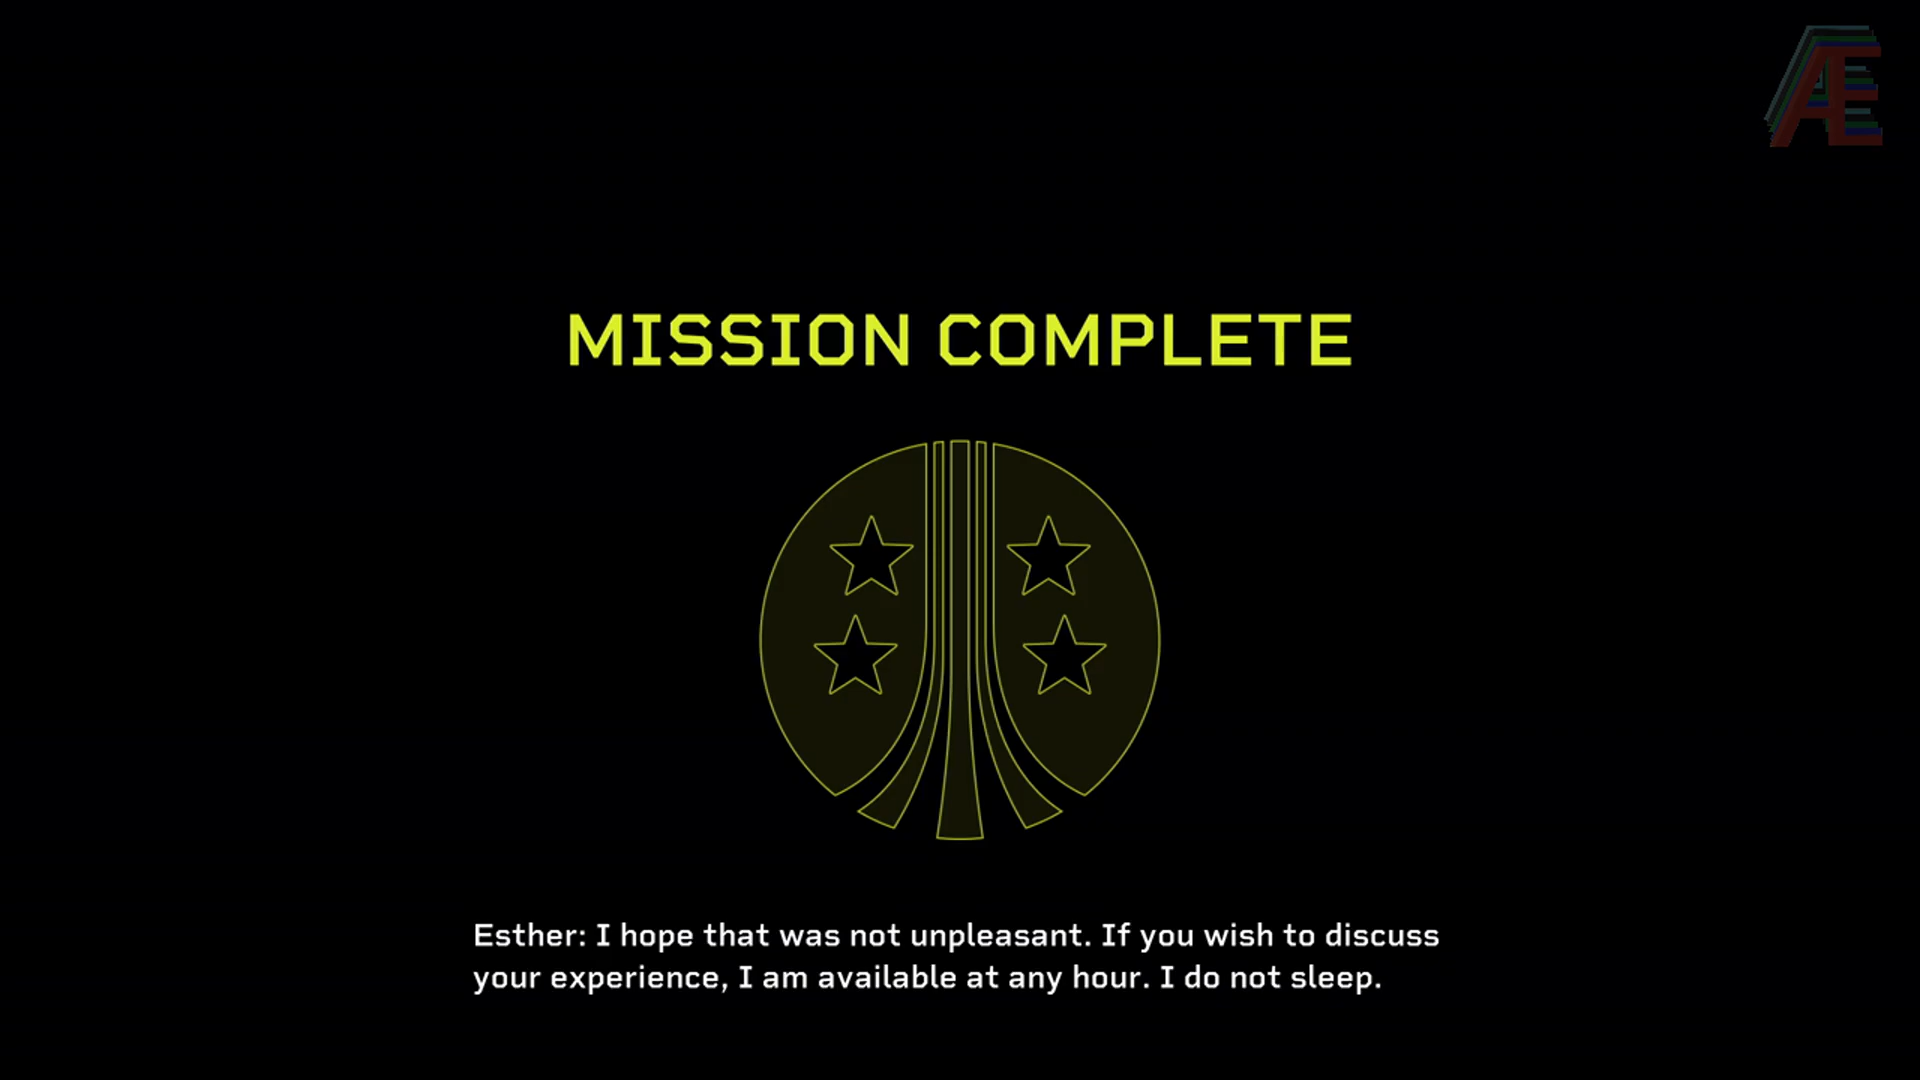 Æ
MISSION COMPLETE
Esther: I hope that was not unpleasant. If you wish to discuss
your experience, I am available at any hour. I do not sleep.